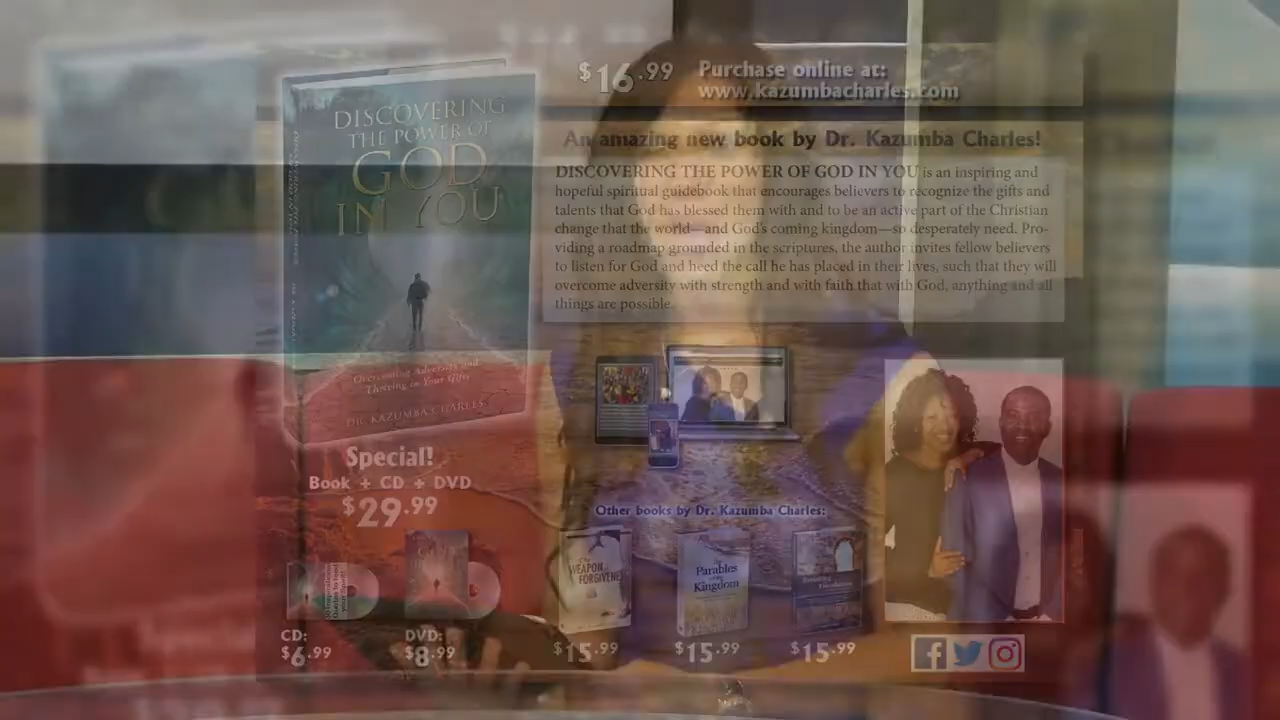 $16.99
Purchase online at:
www.kazumbacharles.com
DISCOVERING
THE POWER OF
GOD
IN YOU
Overcoming Adversity and
Thriving in Your Gifts
DR. KAZUMBA CHARLES
An amazing new book by Dr. Kazumba Charles!
DISCOVERING THE POWER OF GOD IN YOU is an inspiring and
hopeful spiritual guidebook that encourages believers to recognize the gifts and
talents that God has blessed them with and to be an active part of the Christian
change that the world—and God's coming kingdom—so desperately need. Pro-
viding a roadmap grounded in the scriptures, the author invites fellow believers
to listen for God and heed the call he has placed in their lives, such that they will
overcome adversity with strength and with faith that with God, anything and all
things are possible.
Special!
Book + CD + DVD
$29.99
Other books by Dr. Kazumba Charles:
WEAPON of
FORGIVENESS
Parables
of the
Kingdom
CD:
$6.99
DVD:
$8.99
$15.99
$15.99
$15.99